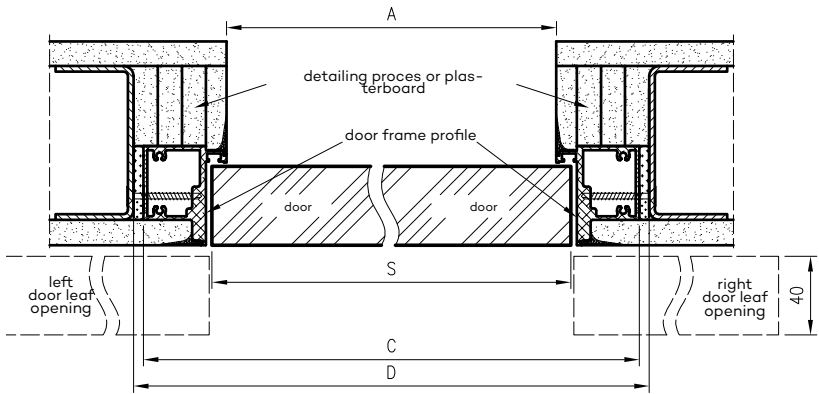 A
detailing proces or plas-
terboard
door frame profile
door
door
S
left
door leaf
opening
right
door leaf
opening
40
C
D